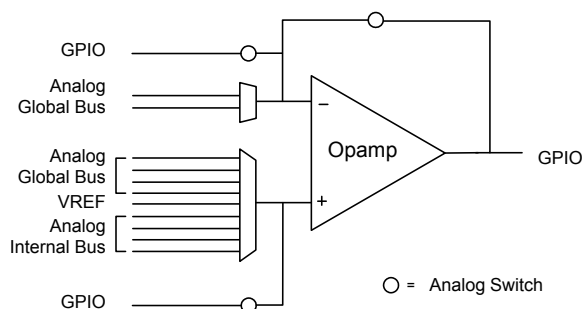 GPIO
Analog
Global Bus
−
Opamp
GPIO
Analog
Global Bus
VREF
+
Analog
Internal Bus
GPIO
= Analog Switch